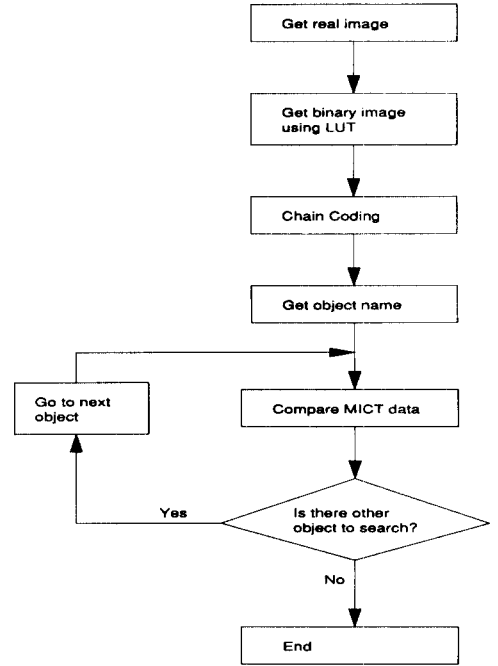 Get real image
Get binary image
using LUT
Chain Coding
Get object name
Go to next
object
Compare MICT data
Is there other
object to search?
Yes
No
End